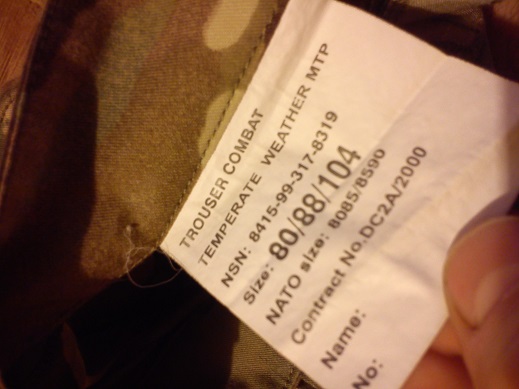 TROUSER COMBAT
TEMPERATE WEATHER MTP
NSN: 8415-99-317-8319
Size: 80/88/104
NATO size: 8085/8590
Contract No.DC2A/2000
Name:
No: